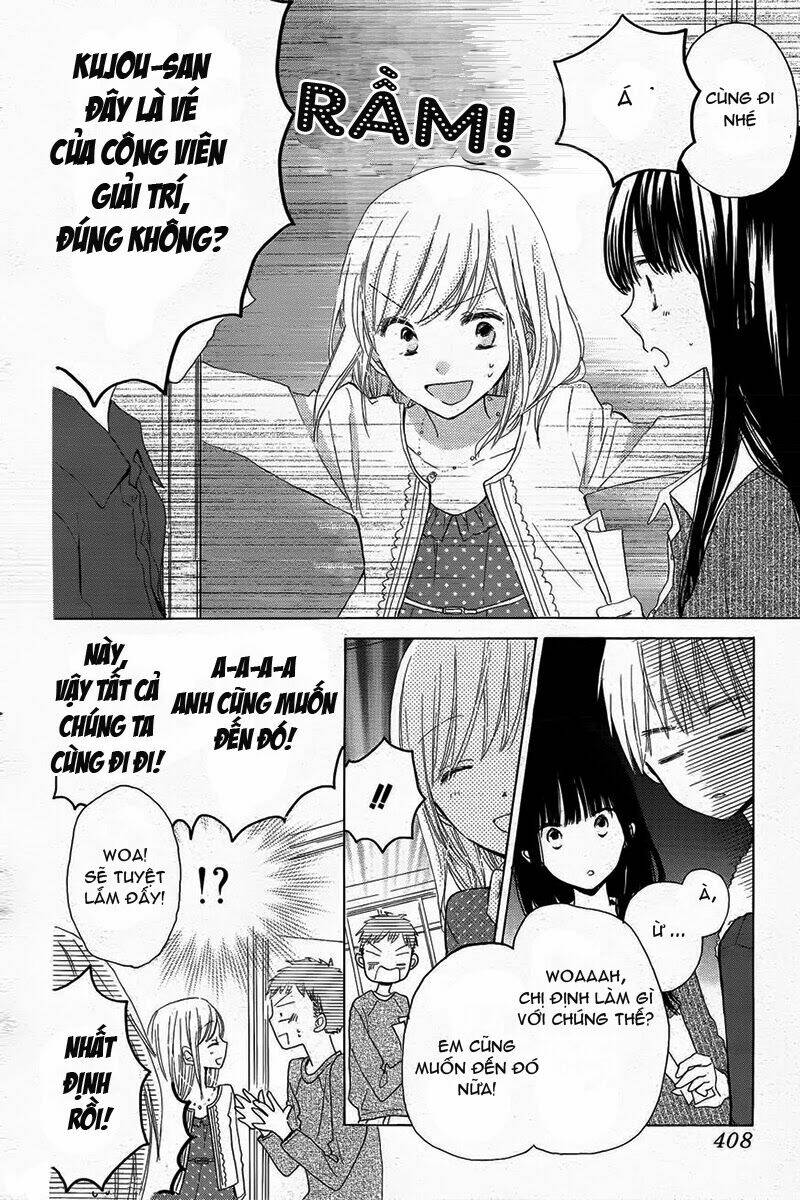 CÙNG ĐI
NHÉ
Á
RẦM!
KUJOU-SAN
ĐÂY LÀ VÉ
CỦA CÔNG VIÊN
GIẢI TRÍ,
ĐÚNG KHÔNG?
À,
Ừ ...
WOAAAH,
CHỊ ĐỊNH LÀM GÌ
VỚI CHÚNG THẾ?
EM CŨNG
MUỐN ĐẾN ĐÓ
NỮA!
!!
A-A-A-A
ANH CŨNG MUỐN
ĐẾN ĐÓ!
NÀY,
VẬY TẤT CẢ
CHÚNG TA
CÙNG ĐI ĐI!
!?
WOA!
SẼ TUYỆT
LẮM ĐẤY!
NHẤT
ĐỊNH
RỒI!
408